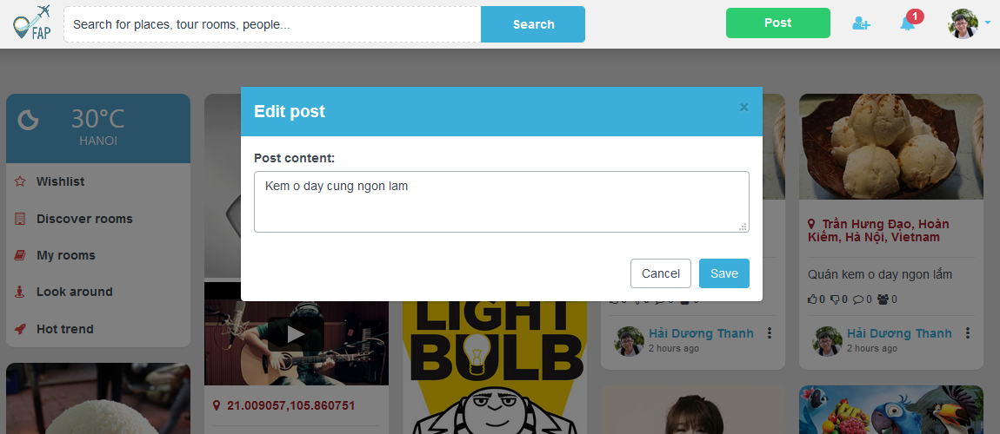 FAP
Search for places, tour rooms, people...
Search
Post
1
30°C
HANOI
Wishlist
Discover rooms
My rooms
Look around
Hot trend
Edit post
×
Post content:
Kem o day cung ngon lam
Cancel
Save
21.009057,105.860751
LIGHT
BULB
0 0 0 0
Hải Dương Thanh
2 hours ago
Trần Hưng Đạo, Hoàn
Kiếm, Hà Nội, Vietnam
Quán kem o day ngon lắm
0 0 0 0
Hải Dương Thanh
2 hours ago